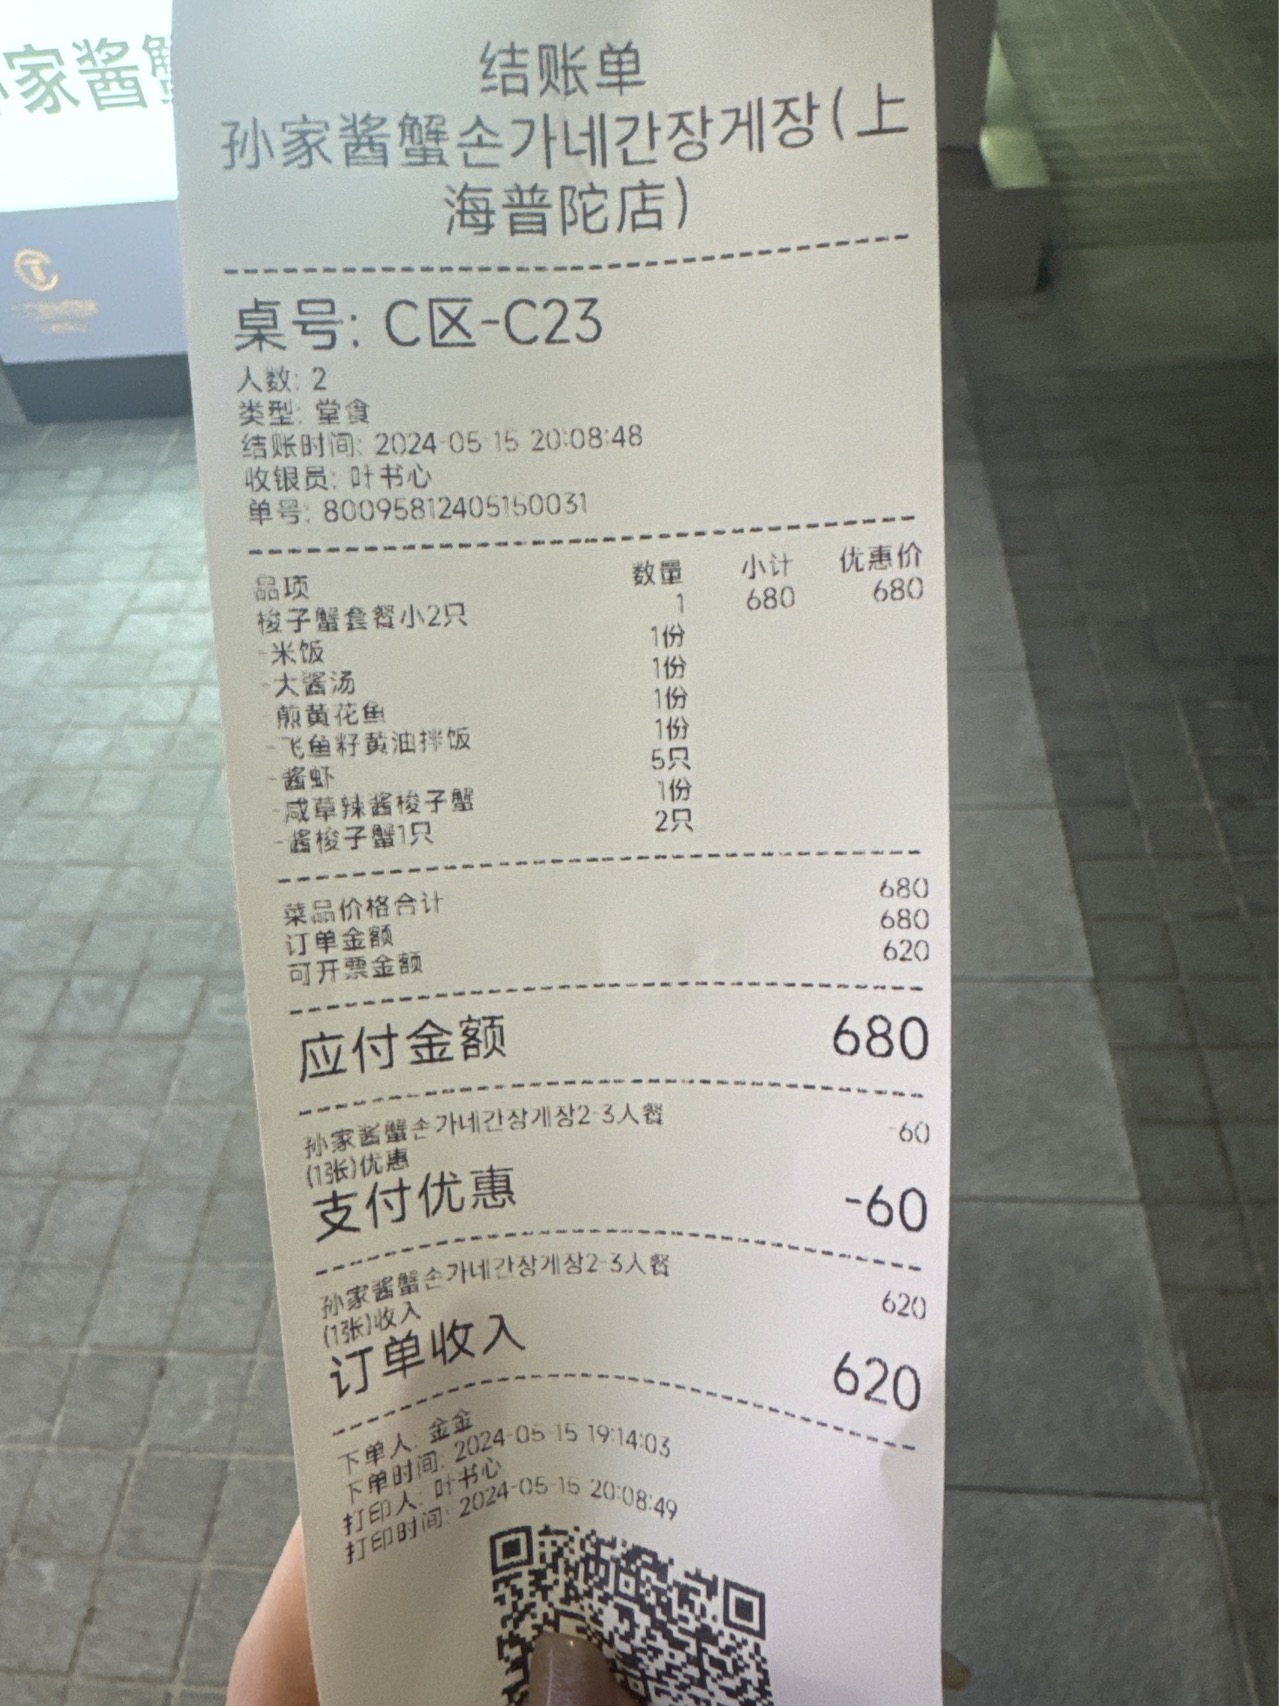 家酱蟹
结账单
孙家酱蟹손가네간장게장(上
海普陀店)
桌号: C区-C23
人数: 2
类型: 堂食
结账时间: 2024-05-15 20:08:48
收银员: 叶书心
单号: 80095812405150031
品项 数量 小计 优惠价
梭子蟹套餐小2只 1 680 680
-米饭 1份
-大酱汤 1份
煎黄花鱼 1份
-飞鱼籽黄油拌饭 1份
-酱虾 5只
-咸草辣酱梭子蟹 1份
-酱梭子蟹1只 2只
菜品价格合计 680
订单金额 680
可开票金额 620
应付金额 680
孙家酱蟹손가네간장게장2-3人餐 -60
(1张)优惠
支付优惠 -60
孙家酱蟹손가네간장게장2-3人餐 620
(1张)收入
订单收入 620
下单人: 金金
下单时间: 2024-05-15 19:14:03
打印人: 叶书心
打印时间: 2024-05-15 20:08:49